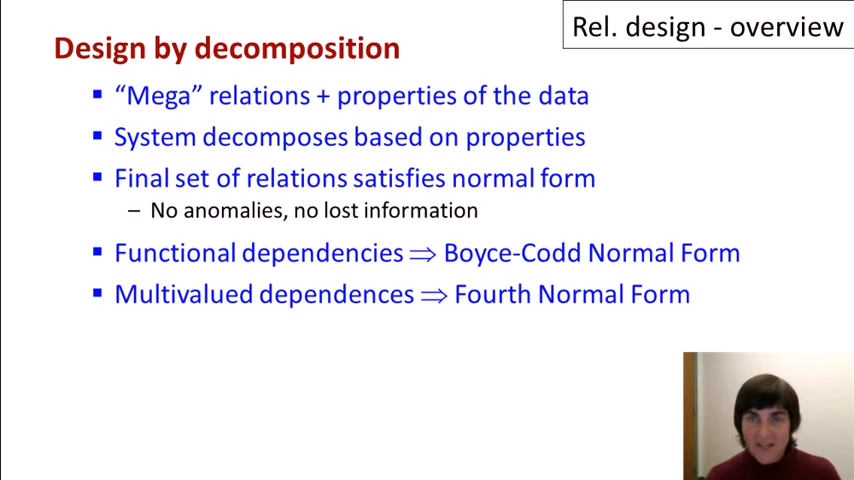 Rel. design - overview
Design by decomposition
▪ “Mega” relations + properties of the data
▪ System decomposes based on properties
▪ Final set of relations satisfies normal form
– No anomalies, no lost information
▪ Functional dependencies ⇒ Boyce-Codd Normal Form
▪ Multivalued dependences ⇒ Fourth Normal Form